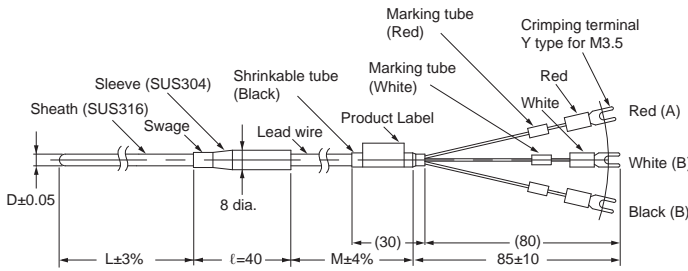 Marking tube
(Red)
Crimping terminal
Y type for M3.5
Sleeve (SUS304)
Shrinkable tube
(Black)
Marking tube
(White)
Red
Sheath (SUS316)
White
Red (A)
Swage
Lead wire
Product Label
White (B)
D±0.05
8 dia.
Black (B)
(30)
(80)
L±3%
ℓ=40
M±4%
85±10